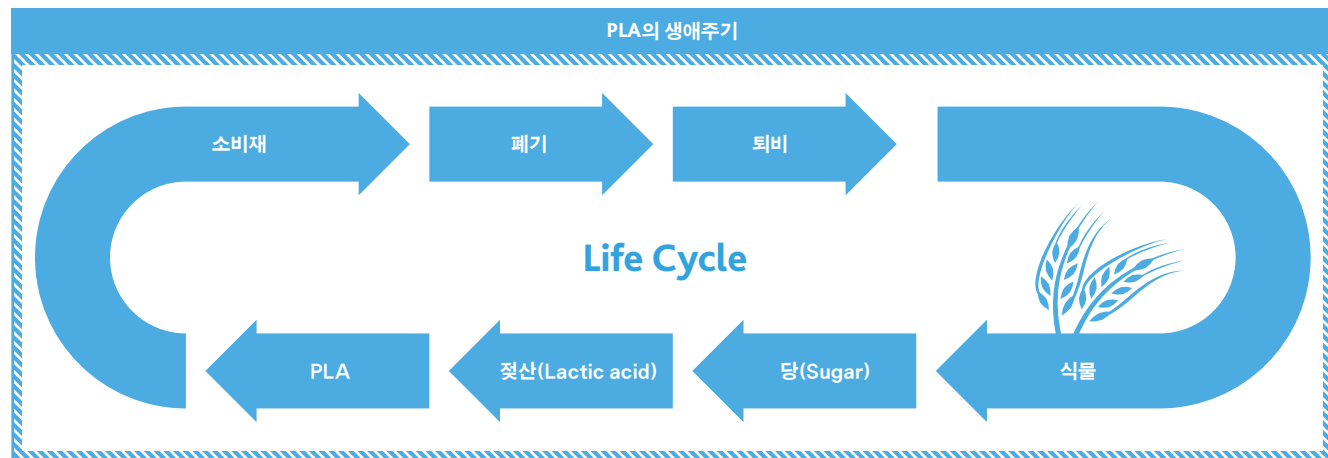 PLA의 생애주기
소비재
폐기
퇴비
Life Cycle
PLA
젖산(Lactic acid)
당(Sugar)
식물